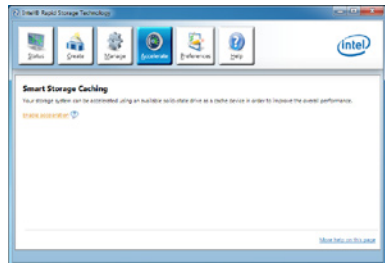 Intel® Rapid Storage Technology
Status Create Manage Accelerate Preferences Help
intel
Smart Storage Caching
Your storage system can be accelerated using an available solid state drive as a cache device in order to improve the overall performance.
Enable acceleration
More help on this page